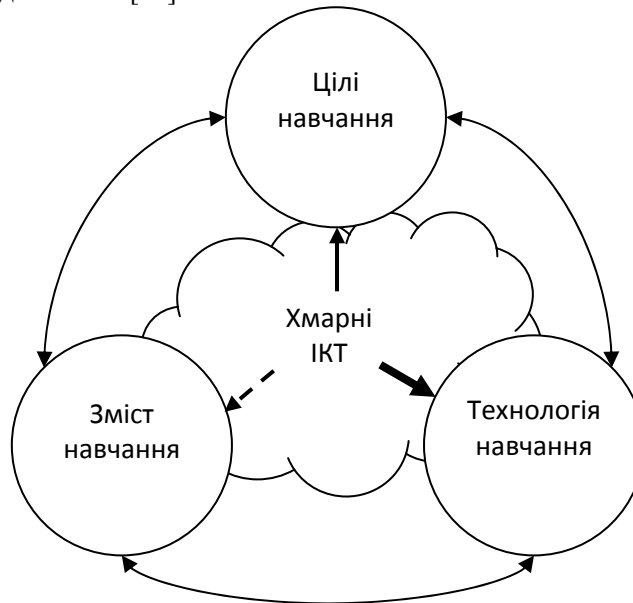 Цілі
навчання
Хмарні
ІКТ
Зміст
навчання
Технологія
навчання